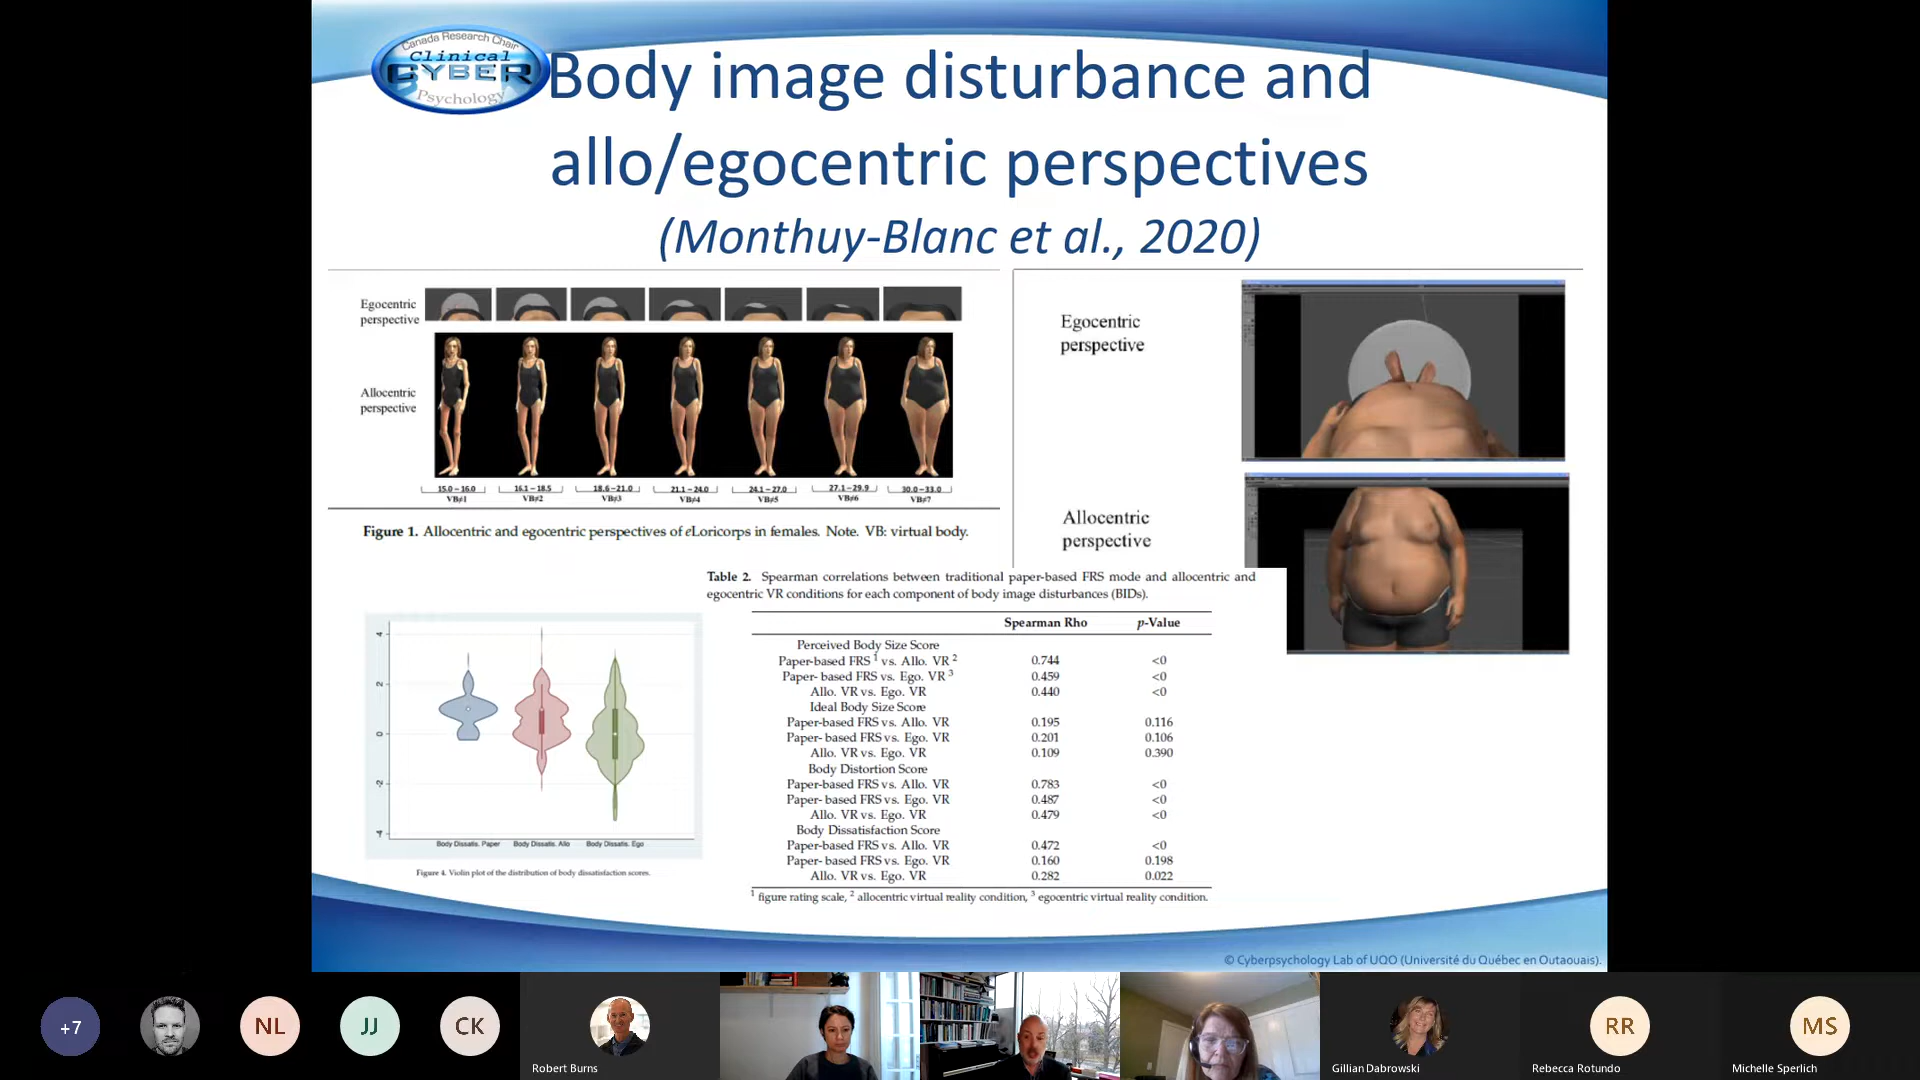 Canada Research Chair
Clinical
CYBER
Psychology
Body image disturbance and
allo/egocentric perspectives
(Monthuy-Blanc et al., 2020)
Egocentric
perspective
Allocentric
perspective
15.0 – 16.0 16.1 – 18.5 18.6 – 21.0 21.1 – 24.0 24.1 – 27.0 27.1 – 29.9 30.0 – 33.0
VB#1 VB#2 VB#3 VB#4 VB#5 VB#6 VB#7
Figure 1. Allocentric and egocentric perspectives of eLoricorps in females. Note. VB: virtual body.
Egocentric
perspective
Allocentric
perspective
Table 2. Spearman correlations between traditional paper-based FRS mode and allocentric and
egocentric VR conditions for each component of body image disturbances (BIDs).
Spearman Rho p-Value
Perceived Body Size Score
Paper-based FRS 1 vs. Allo. VR 2 0.744 <0
Paper- based FRS vs. Ego. VR 3 0.459 <0
Allo. VR vs. Ego. VR 0.440 <0
Ideal Body Size Score
Paper-based FRS vs. Allo. VR 0.195 0.116
Paper- based FRS vs. Ego. VR 0.201 0.106
Allo. VR vs. Ego. VR 0.109 0.390
Body Distortion Score
Paper-based FRS vs. Allo. VR 0.783 <0
Paper- based FRS vs. Ego. VR 0.487 <0
Allo. VR vs. Ego. VR 0.479 <0
Body Dissatisfaction Score
Paper-based FRS vs. Allo. VR 0.472 <0
Paper- based FRS vs. Ego. VR 0.160 0.198
Allo. VR vs. Ego. VR 0.282 0.022
1 figure rating scale, 2 allocentric virtual reality condition, 3 egocentric virtual reality condition.
4
2
0
-2
-4
Body Dissatis. Paper Body Dissatis. Allo Body Dissatis. Ego
Figure 4. Violin plot of the distribution of body dissatisfaction scores.
© Cyberpsychology Lab of UQO (Université du Québec en Outaouais).
+7 NL JJ CK RR MS
Robert Burns Gillian Dabrowski Rebecca Rotundo Michelle Sperlich